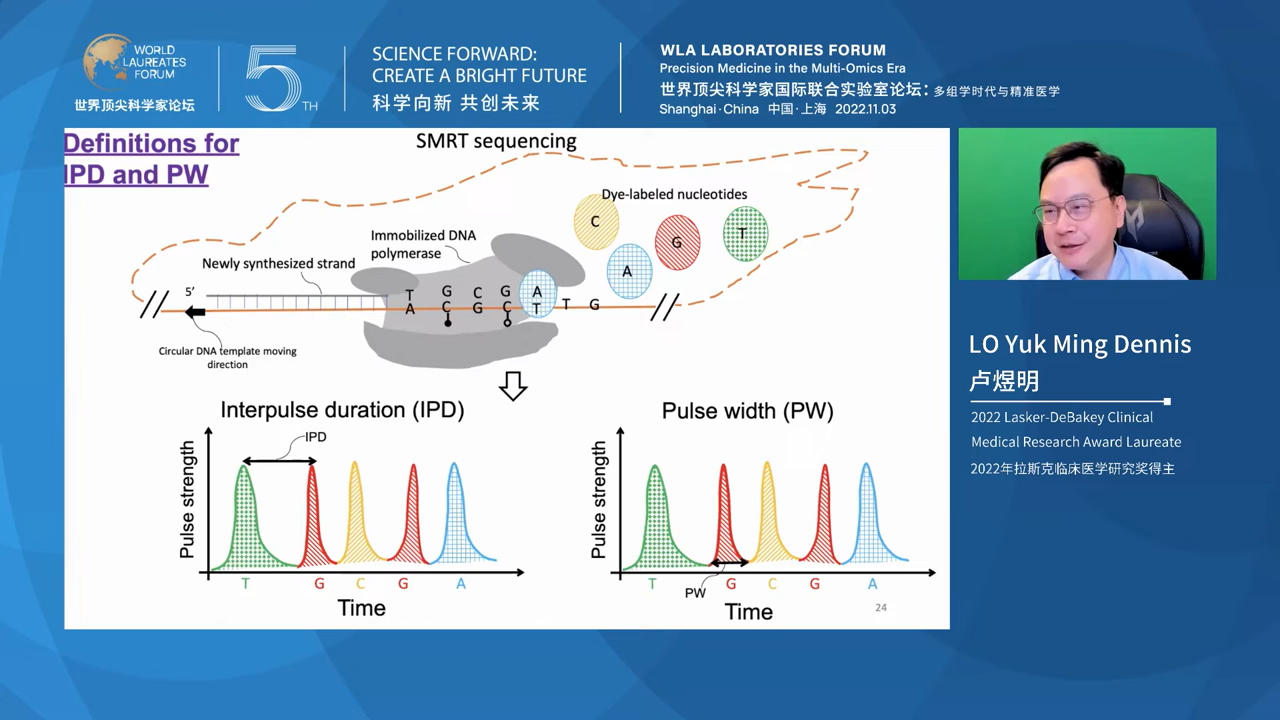 WORLD
LAUREATES
FORUM
世界顶尖科学家论坛
5TH
SCIENCE FORWARD:
CREATE A BRIGHT FUTURE
科学向新 共创未来
WLA LABORATORIES FORUM
Precision Medicine in the Multi-Omics Era
世界顶尖科学家国际联合实验室论坛：多组学时代与精准医学
Shanghai·China 中国·上海 2022.11.03
Definitions for
IPD and PW
SMRT sequencing
Dye-labeled nucleotides
C
G
T
A
Immobilized DNA
polymerase
Newly synthesized strand
5'
T G C G A
A C G C T T G
Circular DNA template moving
direction
Interpulse duration (IPD)
IPD
Pulse strength
T G C G A
Time
Pulse width (PW)
Pulse strength
T G C G A
PW
Time
24
LO Yuk Ming Dennis
卢煜明
2022 Lasker-DeBakey Clinical
Medical Research Award Laureate
2022年拉斯克临床医学研究奖得主